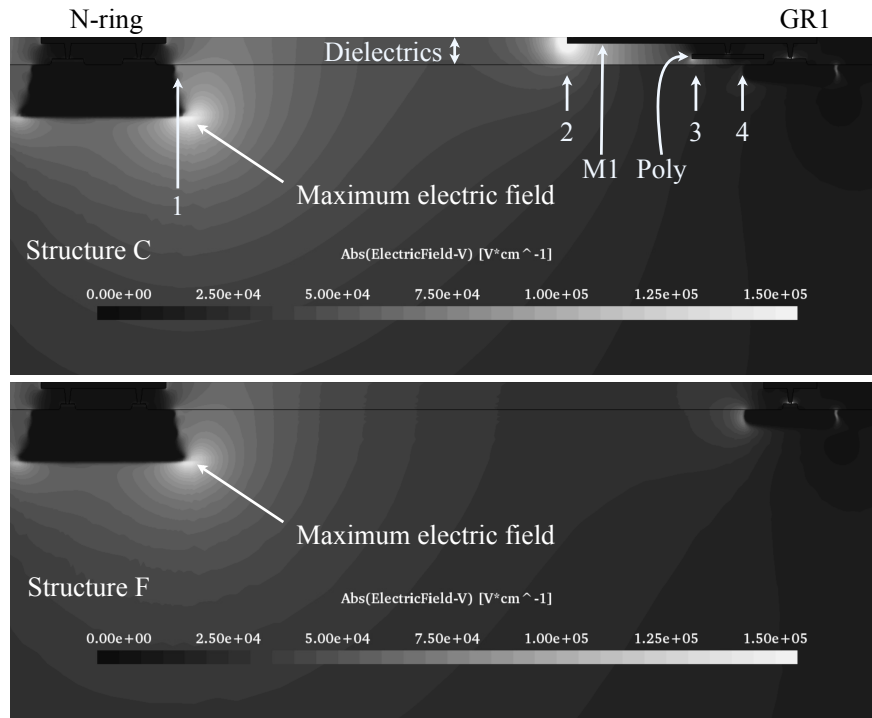 N-ring GR1
Dielectrics
1 2 3 4
M1 Poly
Maximum electric field
Structure C
Abs(ElectricField-V) [V*cm^-1]
0.00e+00 2.50e+04 5.00e+04 7.50e+04 1.00e+05 1.25e+05 1.50e+05
Maximum electric field
Structure F
Abs(ElectricField-V) [V*cm^-1]
0.00e+00 2.50e+04 5.00e+04 7.50e+04 1.00e+05 1.25e+05 1.50e+05